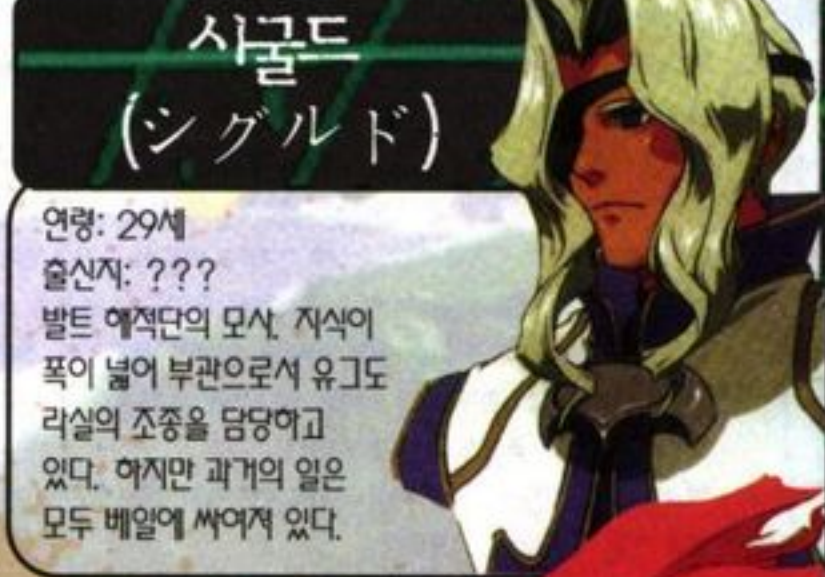 시굴드
(シグルド)
연령: 29세
출신지: ???
발트 해적단의 모사. 지식이
폭이 넓어 부관으로서 유그도
라실의 조종을 담당하고
있다. 하지만 과거의 일은
모두 베일에 싸여져 있다.